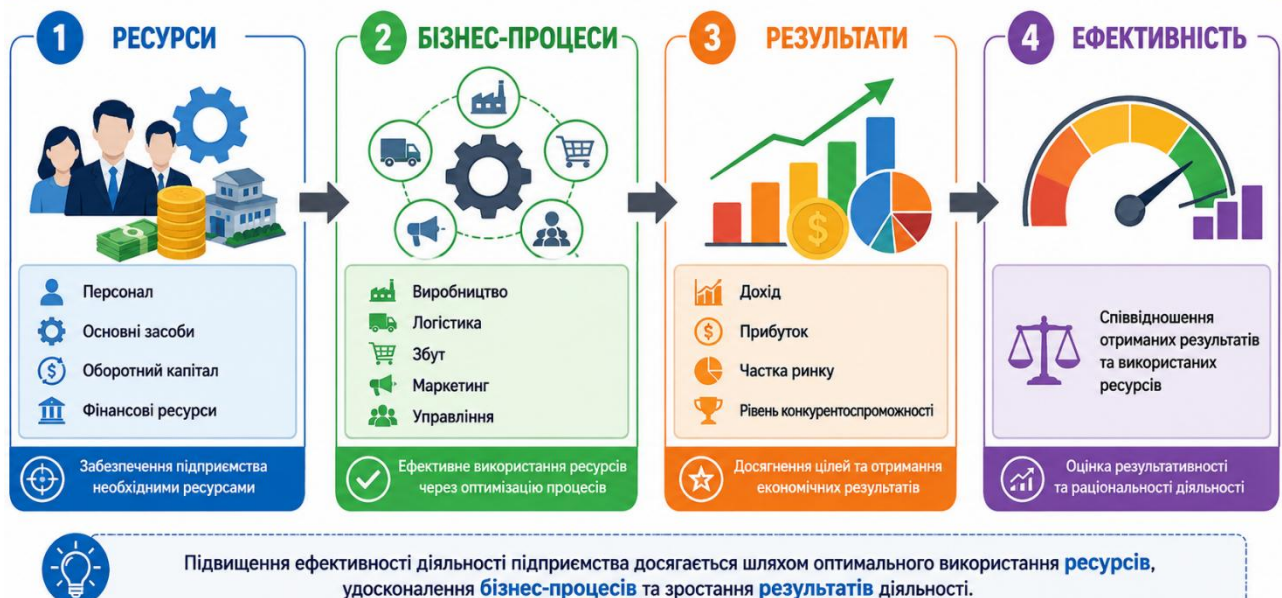 1 РЕСУРСИ
Персонал
Основні засоби
$
Оборотний капітал
Фінансові ресурси
Забезпечення підприємства
необхідними ресурсами
2 БІЗНЕС-ПРОЦЕСИ
Виробництво
Логістика
Збут
Маркетинг
Управління
Ефективне використання ресурсів
через оптимізацію процесів
3 РЕЗУЛЬТАТИ
$
Дохід
$
Прибуток
Частка ринку
Рівень конкурентоспроможності
Досягнення цілей та отримання
економічних результатів
4 ЕФЕКТИВНІСТЬ
Співвідношення
отриманих результатів
та використаних
ресурсів
Оцінка результативності
та раціональності діяльності
Підвищення ефективності діяльності підприємства досягається шляхом оптимального використання ресурсів,
удосконалення бізнес-процесів та зростання результатів діяльності.